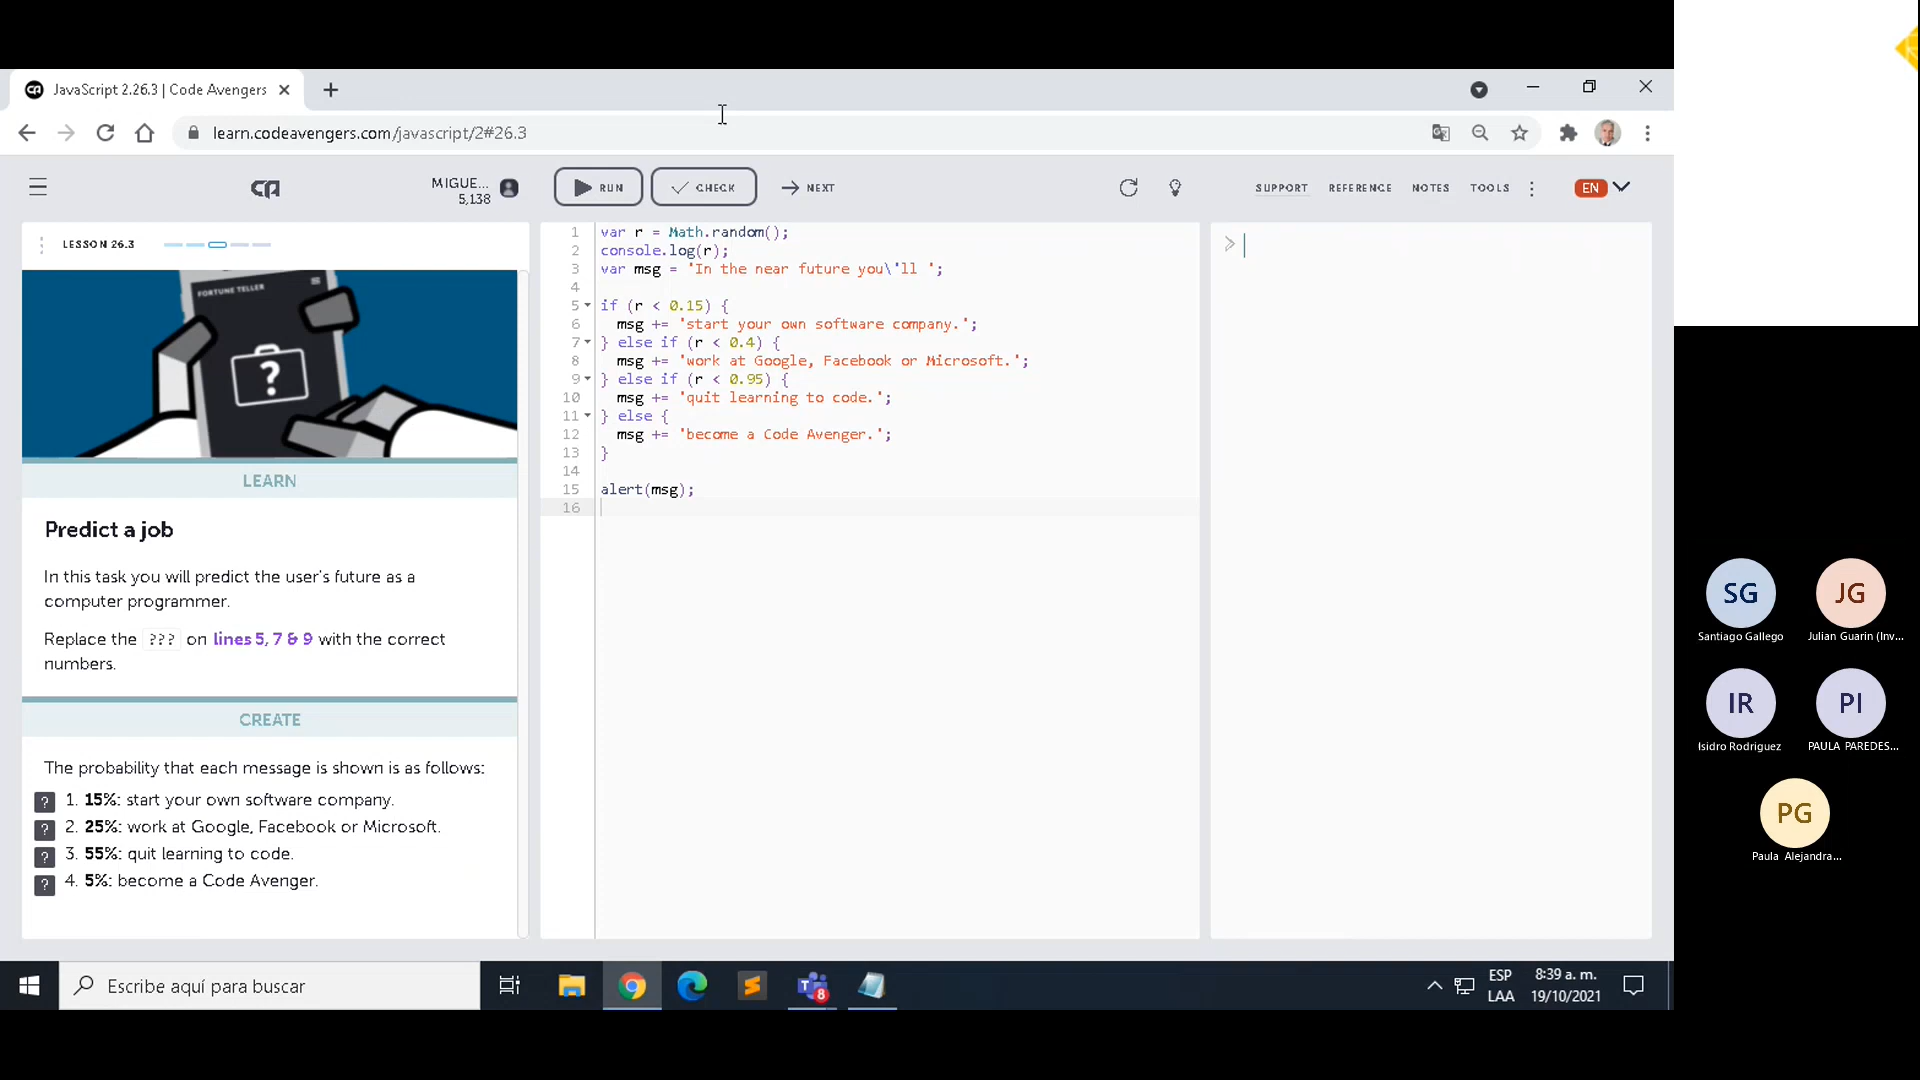 JavaScript 2.26.3 | Code Avengers
learn.codeavengers.com/javascript/2#26.3
MIGUE...
5,138
RUN
CHECK
NEXT
SUPPORT
REFERENCE
NOTES
TOOLS
EN
LESSON 26.3
FORTUNE TELLER
?
LEARN
Predict a job
In this task you will predict the user's future as a
computer programmer.
Replace the ??? on lines 5, 7 & 9 with the correct
numbers.
CREATE
The probability that each message is shown is as follows:
? 1. 15%: start your own software company.
? 2. 25%: work at Google, Facebook or Microsoft.
? 3. 55%: quit learning to code.
? 4. 5%: become a Code Avenger.
1 var r = Math.random();
2 console.log(r);
3 var msg = 'In the near future you\'ll ';
4
5 if (r < 0.15) {
6 msg += 'start your own software company.';
7 } else if (r < 0.4) {
8 msg += 'work at Google, Facebook or Microsoft.';
9 } else if (r < 0.95) {
10 msg += 'quit learning to code.';
11 } else {
12 msg += 'become a Code Avenger.';
13 }
14
15 alert(msg);
16
>
SG
Santiago Gallego
JG
Julian Guarin (Inv...
IR
Isidro Rodriguez
PI
PAULA PAREDES...
PG
Paula Alejandra...
Escribe aquí para buscar
8
ESP
LAA
8:39 a. m.
19/10/2021